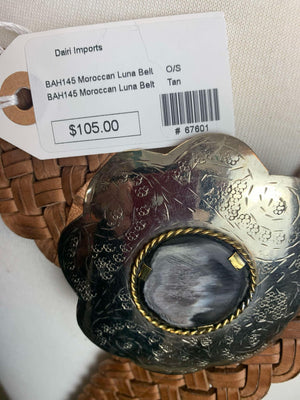 Dairi Imports
BAH145 Moroccan Luna Belt O/S
BAH145 Moroccan Luna Belt Tan
$105.00
# 67601